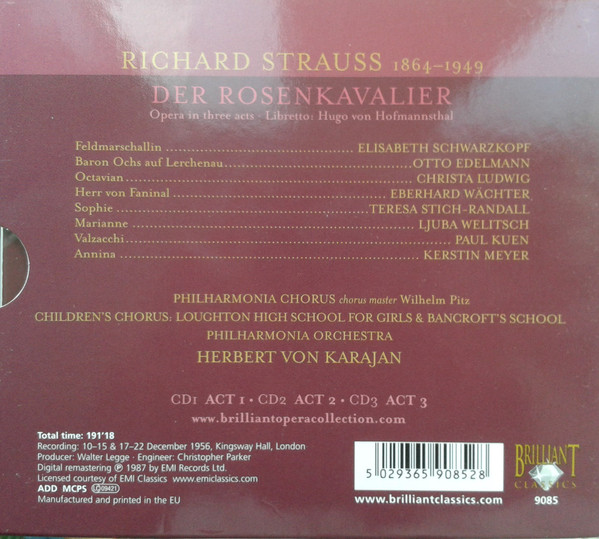 RICHARD STRAUSS 1864–1949
DER ROSENKAVALIER
Opera in three acts · Libretto: Hugo von Hofmannsthal
Feldmarschallin ELISABETH SCHWARZKOPF
Baron Ochs auf Lerchenau OTTO EDELMANN
Octavian CHRISTA LUDWIG
Herr von Faninal EBERHARD WÄCHTER
Sophie TERESA STICH-RANDALL
Marianne LJUBA WELITSCH
Valzacchi PAUL KUEN
Annina KERSTIN MEYER
PHILHARMONIA CHORUS chorus master Wilhelm Pitz
CHILDREN'S CHORUS: LOUGHTON HIGH SCHOOL FOR GIRLS & BANCROFT'S SCHOOL
PHILHARMONIA ORCHESTRA
HERBERT VON KARAJAN
CD1 ACT 1 · CD2 ACT 2 · CD3 ACT 3
www.brilliantoperacollection.com
Total time: 191'18
Recording: 10–15 & 17–22 December 1956, Kingsway Hall, London
Producer: Walter Legge · Engineer: Christopher Parker
Digital remastering ℗ 1987 by EMI Records Ltd.
Licensed courtesy of EMI Classics www.emiclassics.com
ADD MCPS LC 09421
Manufactured and printed in the EU
5 029365 908528
www.brilliantclassics.com
BRILLIANT
CLASSICS
9085